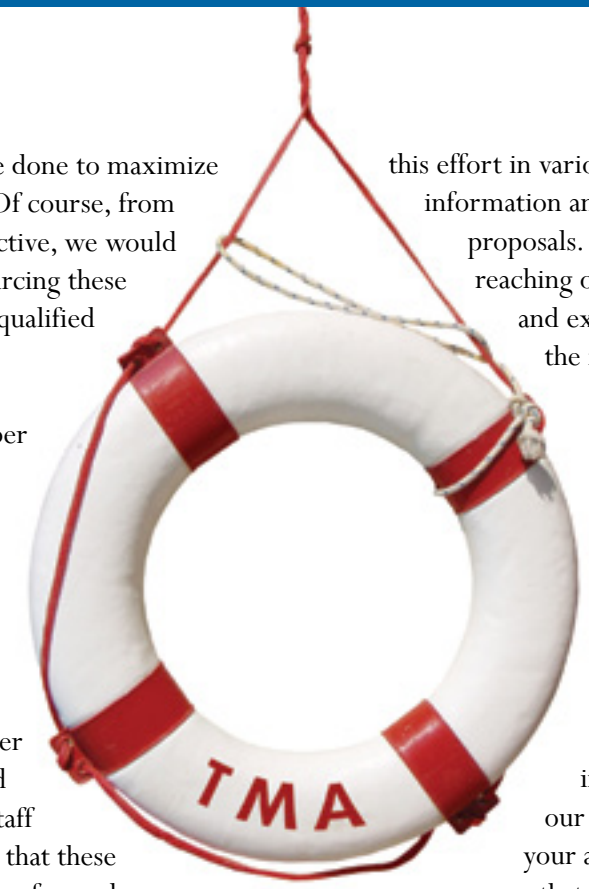 e done to maximize
Of course, from
ctive, we would
rcing these
qualified
er
d
taff
that these
this effort in vario
information an
proposals.
reaching o
and ex
the
our
your a
TMA